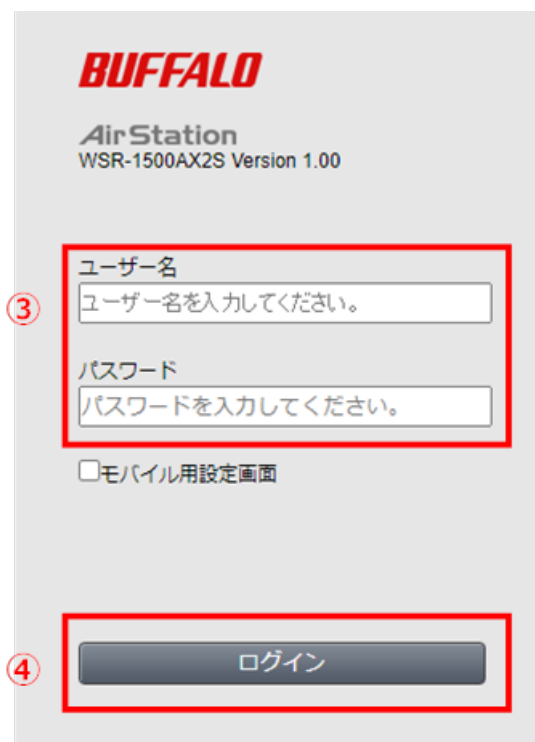 BUFFALO
AirStation
WSR-1500AX2S Version 1.00
ユーザー名
③
ユーザー名を入力してください。
パスワード
パスワードを入力してください。
モバイル用設定画面
④
ログイン